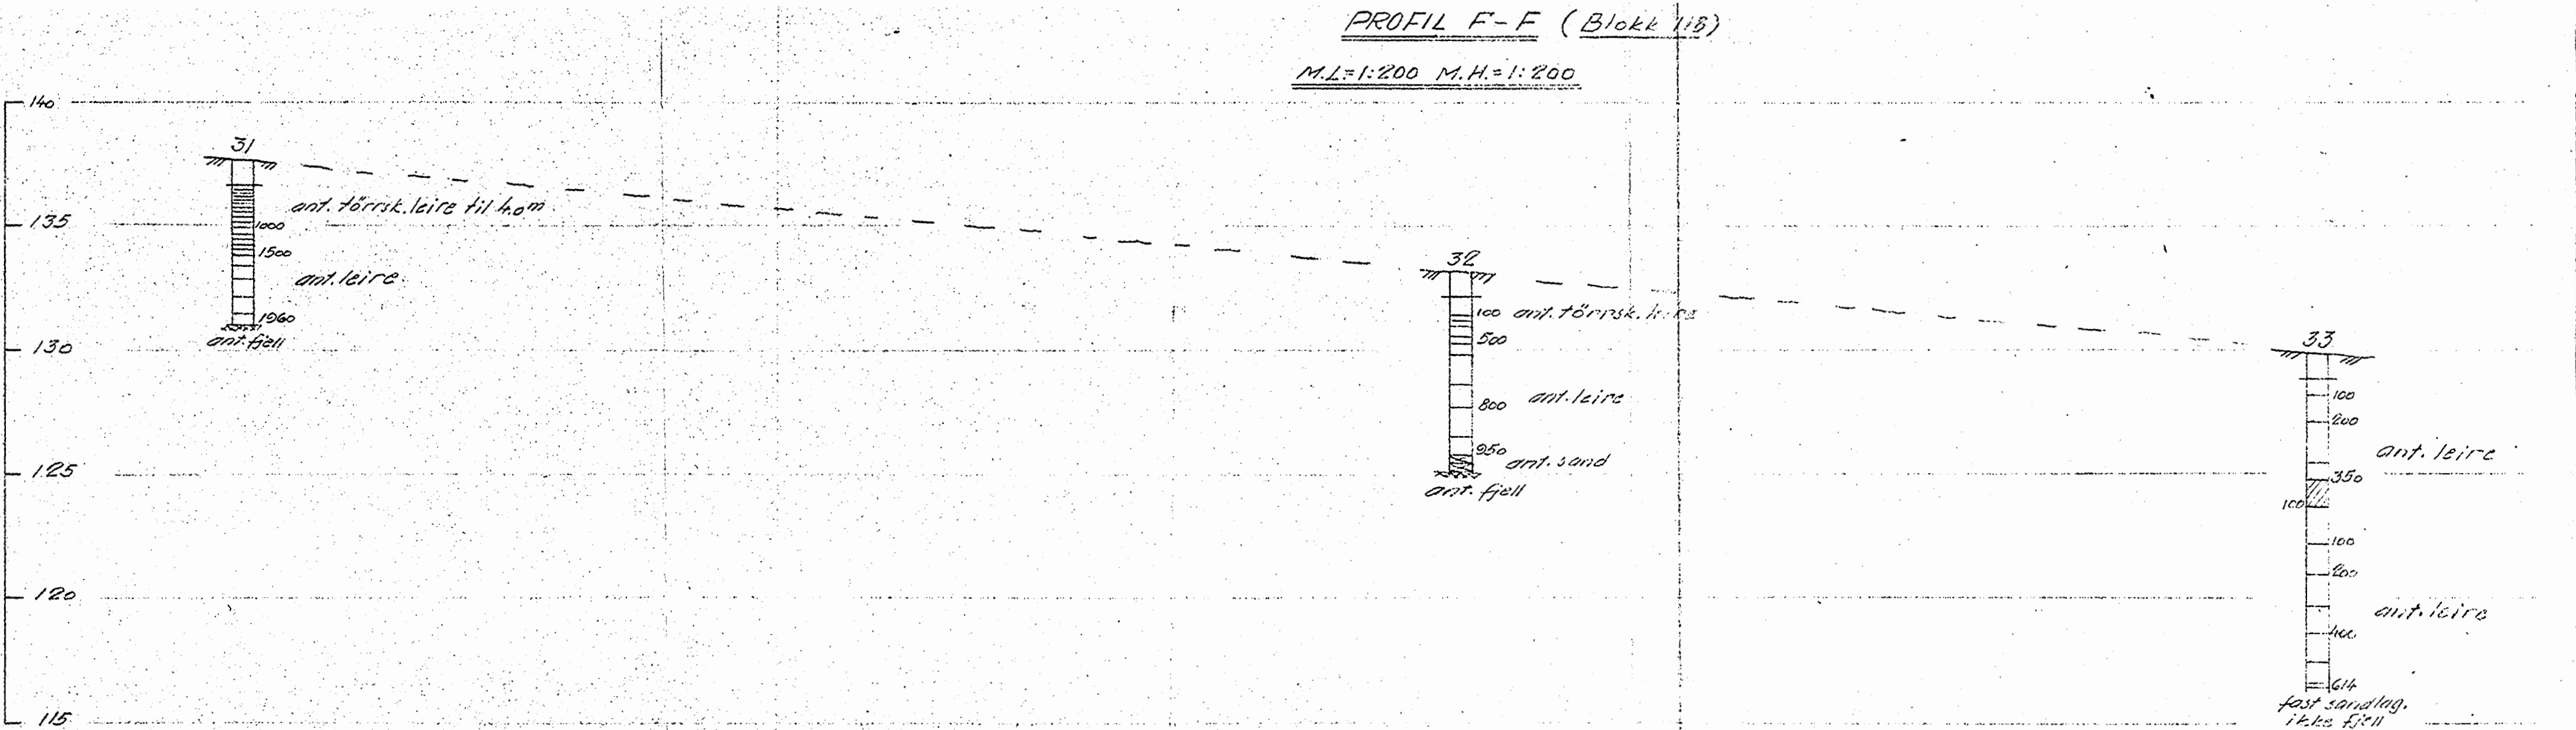 PROFIL F-F (Blokk 11B)
M.L=1:200 M.H.=1:200
140
135
130
125
120
115
31
ant. törrsk. leire til 4.0m
1000
1500
ant. leire
1960
ant. fjell
32
100 ant. törrsk. leire
500
800 ant. leire
950
ant. sand
ant. fjell
33
100
200
ant. leire
350
100
100
200
ant. leire
400
614
fast sandlag.
ikke fjell